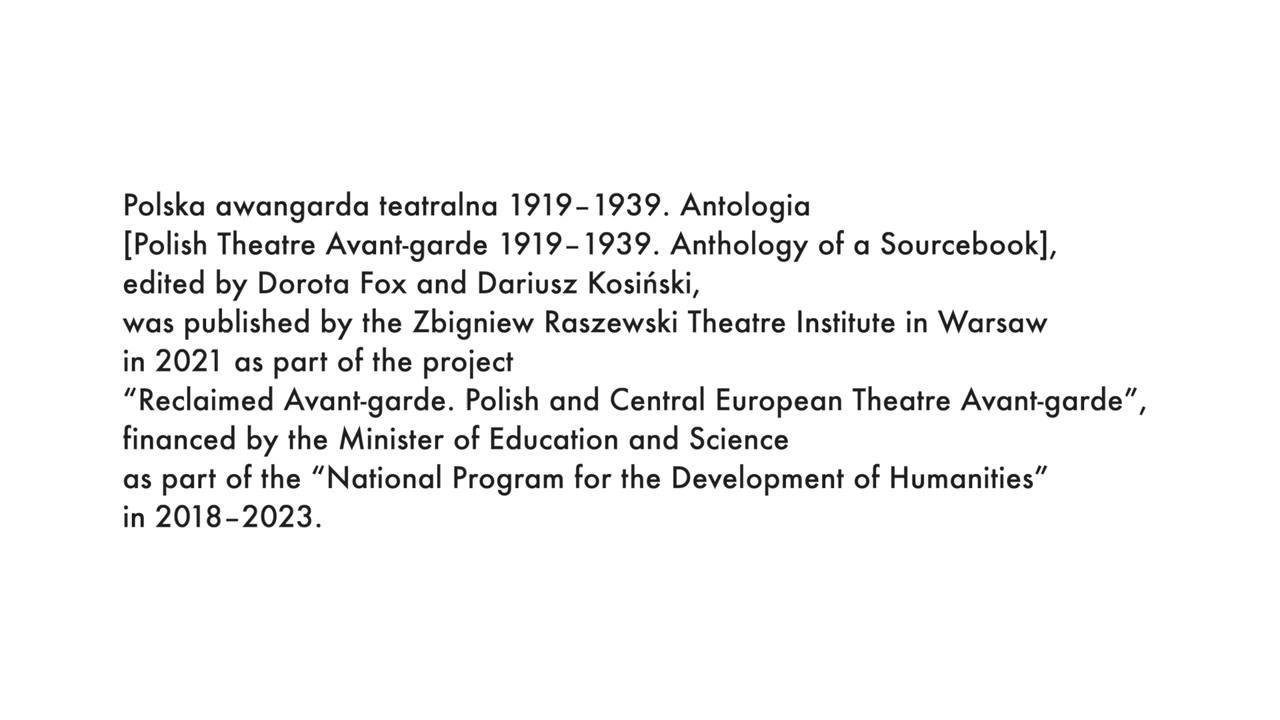 Polska awangarda teatralna 1919–1939. Antologia
[Polish Theatre Avant-garde 1919–1939. Anthology of a Sourcebook],
edited by Dorota Fox and Dariusz Kosiński,
was published by the Zbigniew Raszewski Theatre Institute in Warsaw
in 2021 as part of the project
“Reclaimed Avant-garde. Polish and Central European Theatre Avant-garde”,
financed by the Minister of Education and Science
as part of the “National Program for the Development of Humanities”
in 2018–2023.